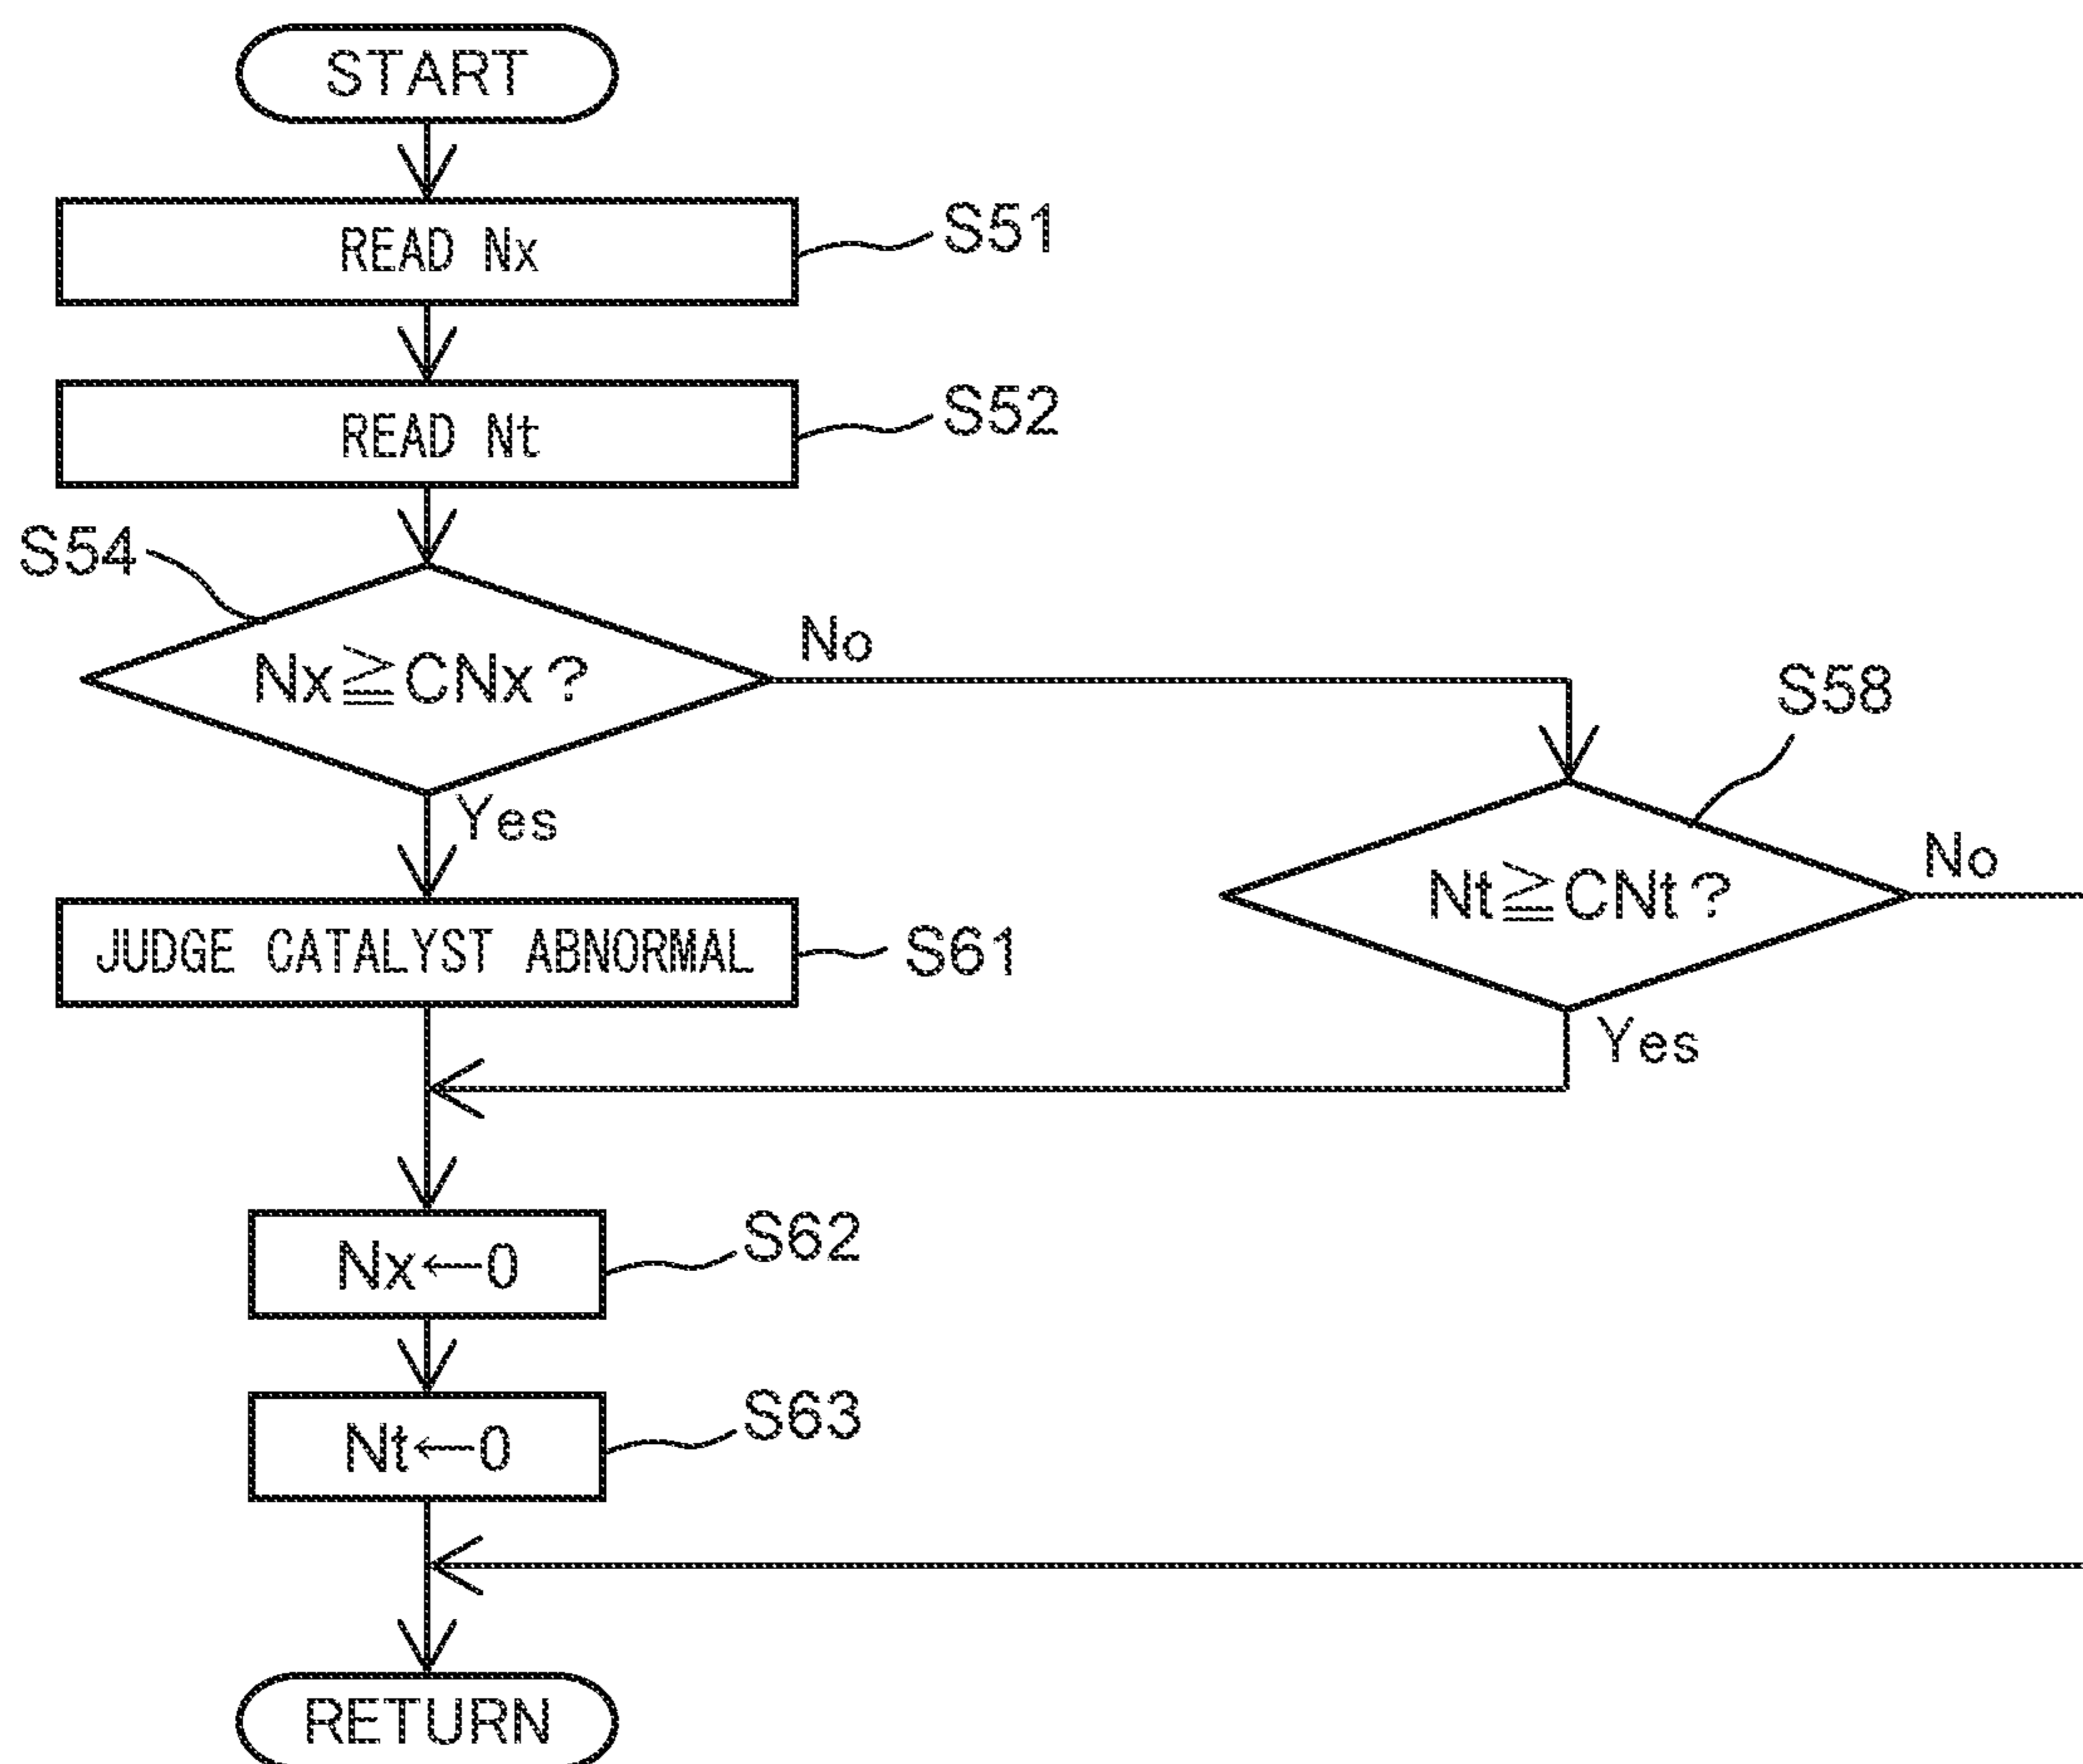 START
READ Nx
S51
READ Nt
S52
S54
Nx≧CNx?
No
Yes
S58
Nt≧CNt?
No
Yes
JUDGE CATALYST ABNORMAL
S61
Nx←0
S62
Nt←0
S63
RETURN